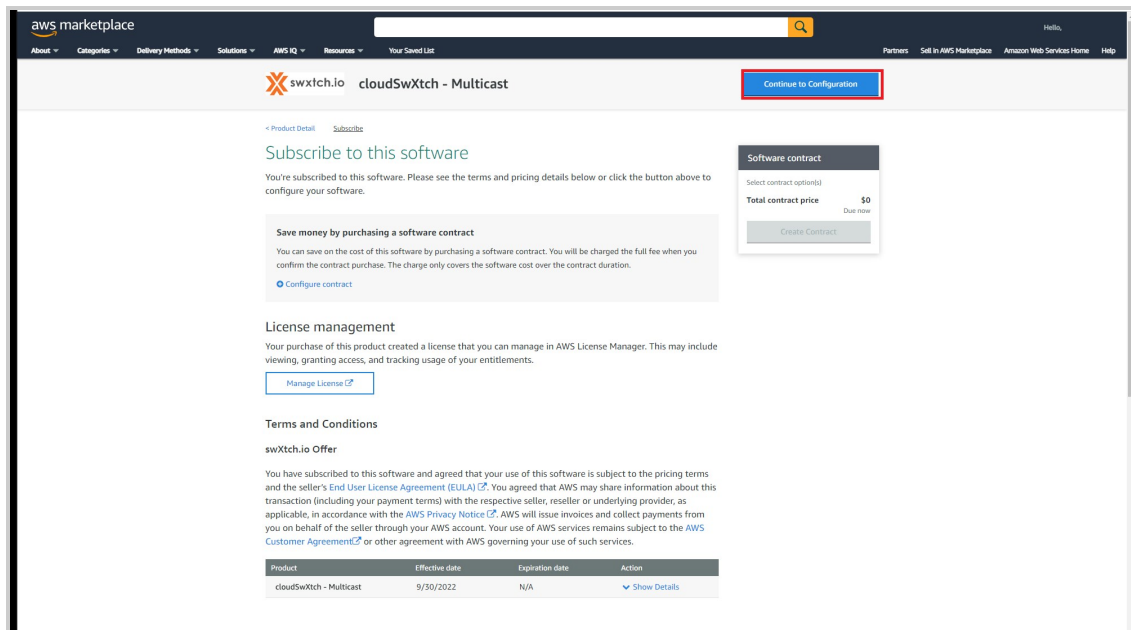 aws marketplace
Hello,
About Categories Delivery Methods Solutions AWS IQ Resources Your Saved List Partners Sell in AWS Marketplace Amazon Web Services Home Help
swxtch.io cloudSwXtch - Multicast Continue to Configuration
< Product Detail Subscribe
Subscribe to this software
You're subscribed to this software. Please see the terms and pricing details below or click the button above to
configure your software.
Save money by purchasing a software contract
You can save on the cost of this software by purchasing a software contract. You will be charged the full fee when you
confirm the contract purchase. The charge only covers the software cost over the contract duration.
Configure contract
Software contract
Select contract option(s)
Total contract price $0
Due now
Create Contract
License management
Your purchase of this product created a license that you can manage in AWS License Manager. This may include
viewing, granting access, and tracking usage of your entitlements.
Manage License
Terms and Conditions
swXtch.io Offer
You have subscribed to this software and agreed that your use of this software is subject to the pricing terms
and the seller's End User License Agreement (EULA). You agreed that AWS may share information about this
transaction (including your payment terms) with the respective seller, reseller or underlying provider, as
applicable, in accordance with the AWS Privacy Notice. AWS will issue invoices and collect payments from
you on behalf of the seller through your AWS account. Your use of AWS services remains subject to the AWS
Customer Agreement or other agreement with AWS governing your use of such services.
Product Effective date Expiration date Action
cloudSwXtch - Multicast 9/30/2022 N/A Show Details